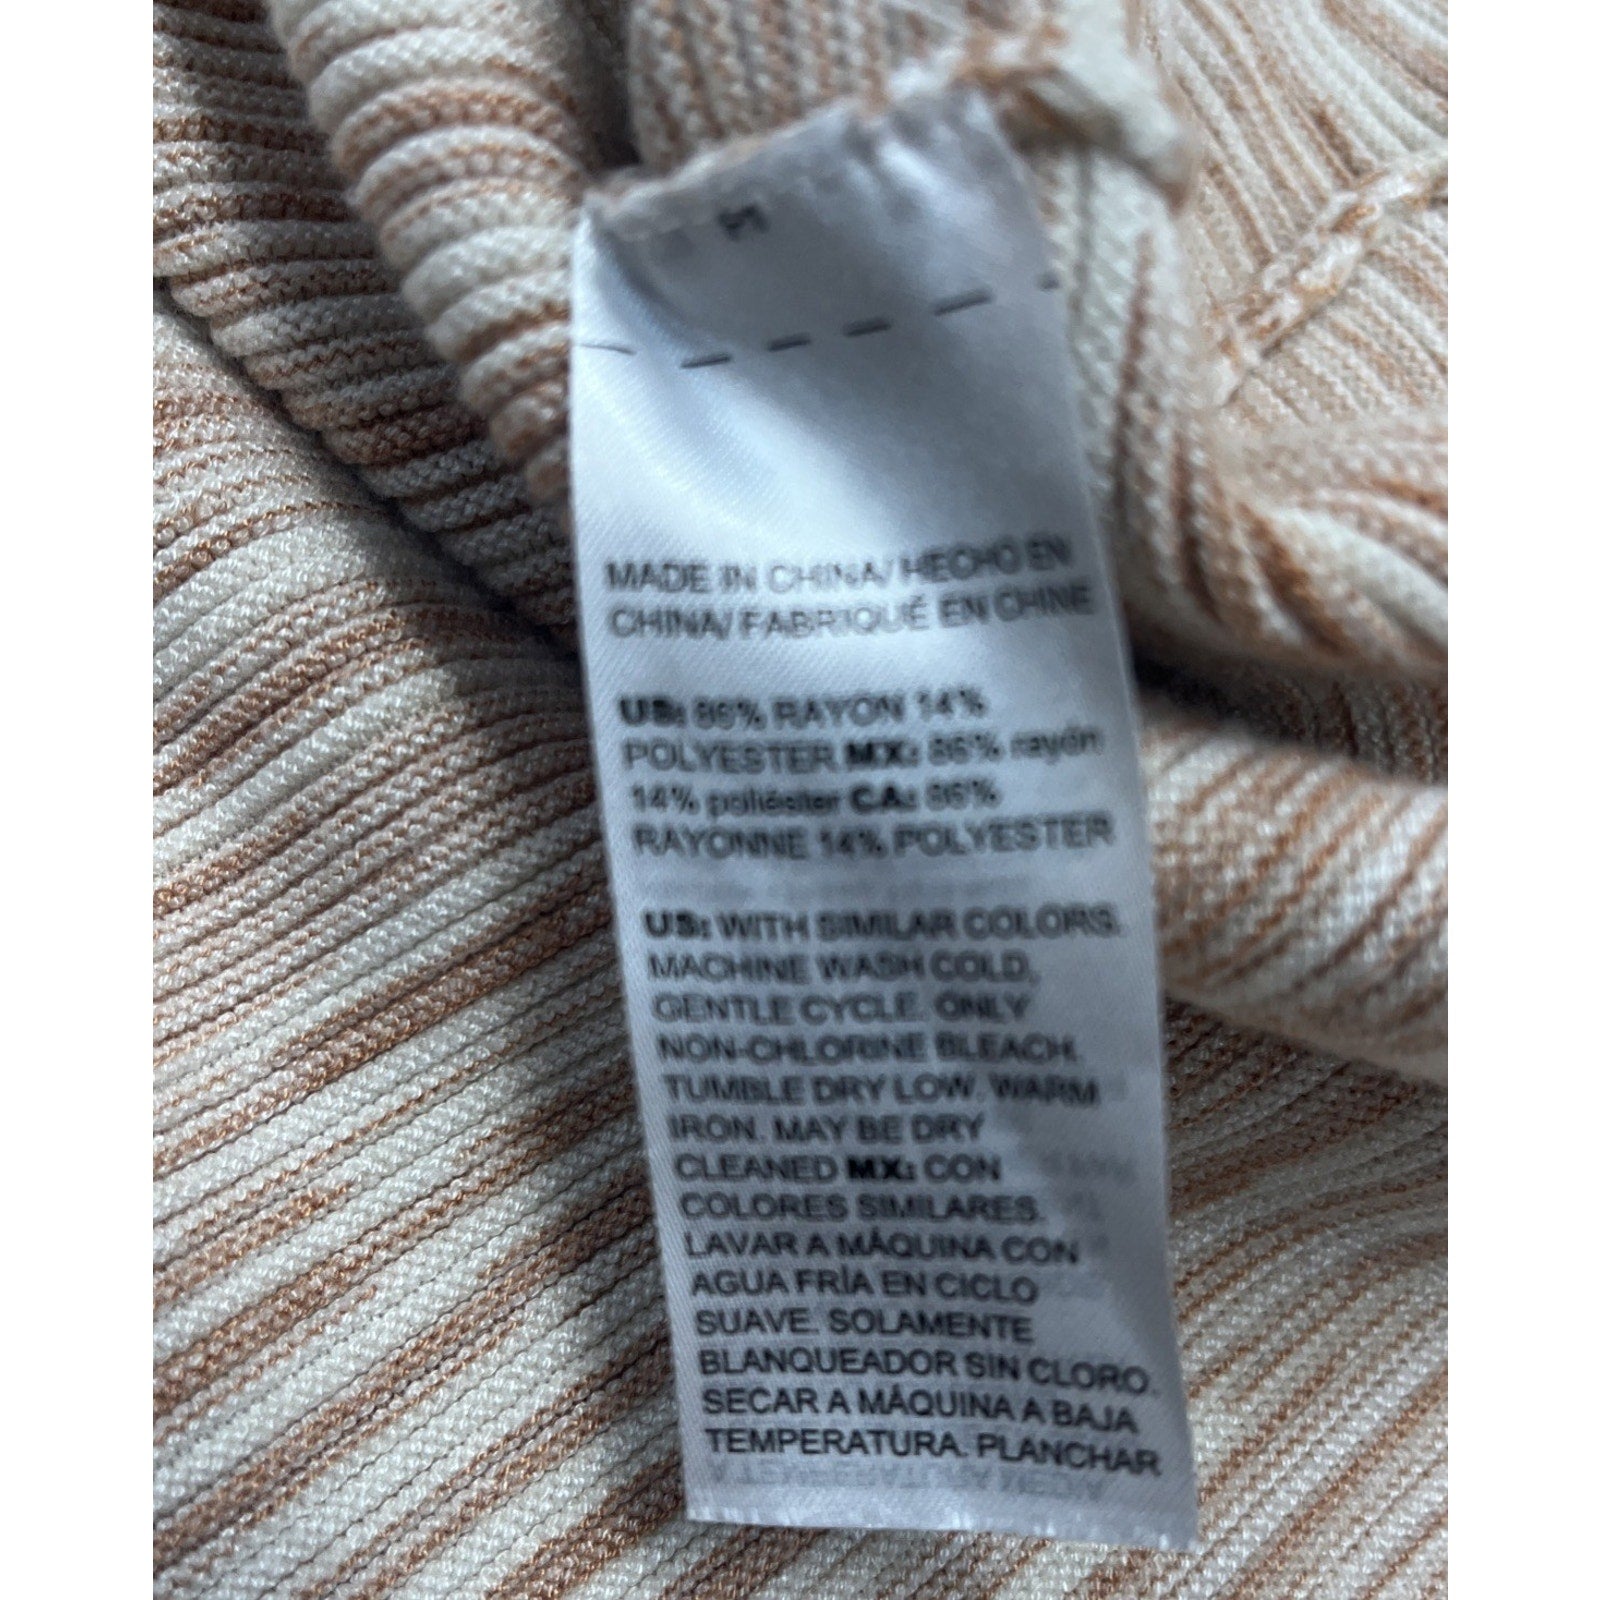 MADE IN CHINA/ HECHO EN
CHINA/ FABRIQUÉ EN CHINE
US: 86% RAYON 14%
POLYESTER MX: 86% rayón
14% poliéster CA: 86%
RAYONNE 14% POLYESTER
US: WITH SIMILAR COLORS.
MACHINE WASH COLD,
GENTLE CYCLE. ONLY
NON-CHLORINE BLEACH.
TUMBLE DRY LOW. WARM
IRON. MAY BE DRY
CLEANED MX: CON
COLORES SIMILARES.
LAVAR A MÁQUINA CON
AGUA FRÍA EN CICLO
SUAVE. SOLAMENTE
BLANQUEADOR SIN CLORO.
SECAR A MÁQUINA A BAJA
TEMPERATURA. PLANCHAR